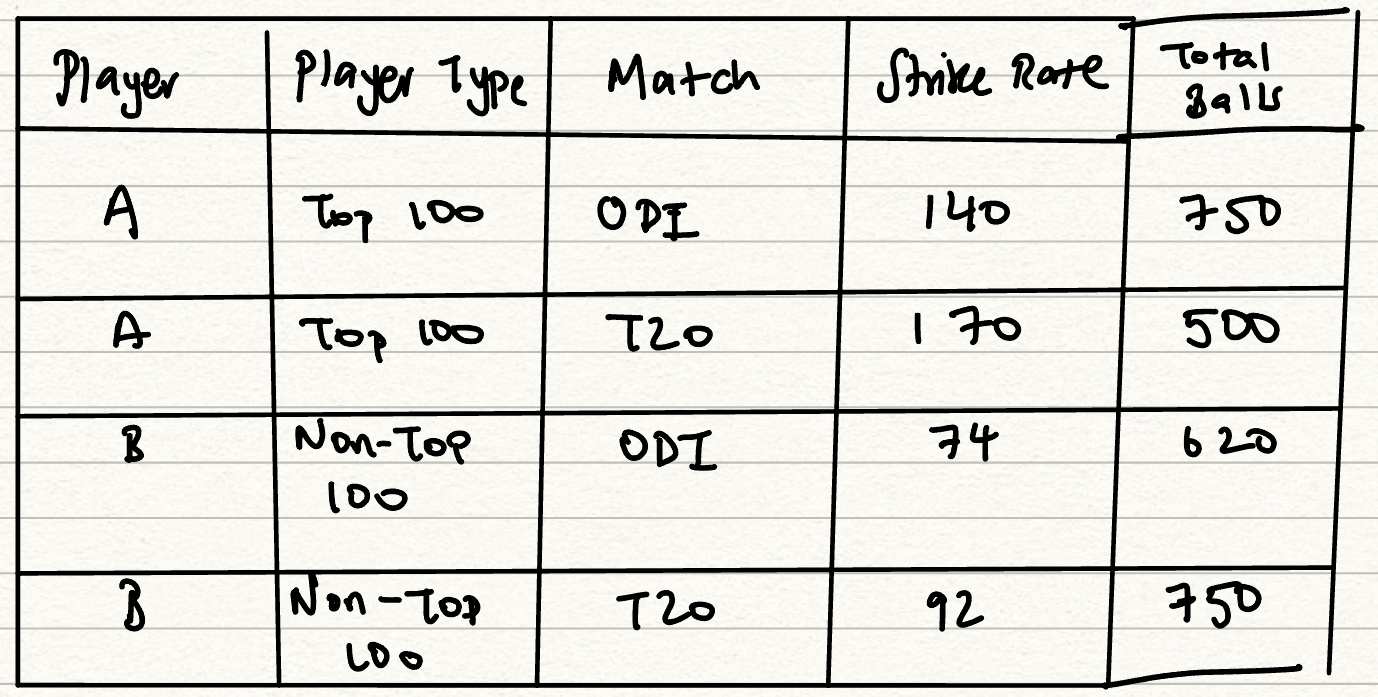 Player Player Type Match Strike Rate Total Balls
A Top 100 ODI 140 750
A Top 100 T20 170 500
B Non-Top 100 ODI 74 620
B Non-Top 100 T20 92 750